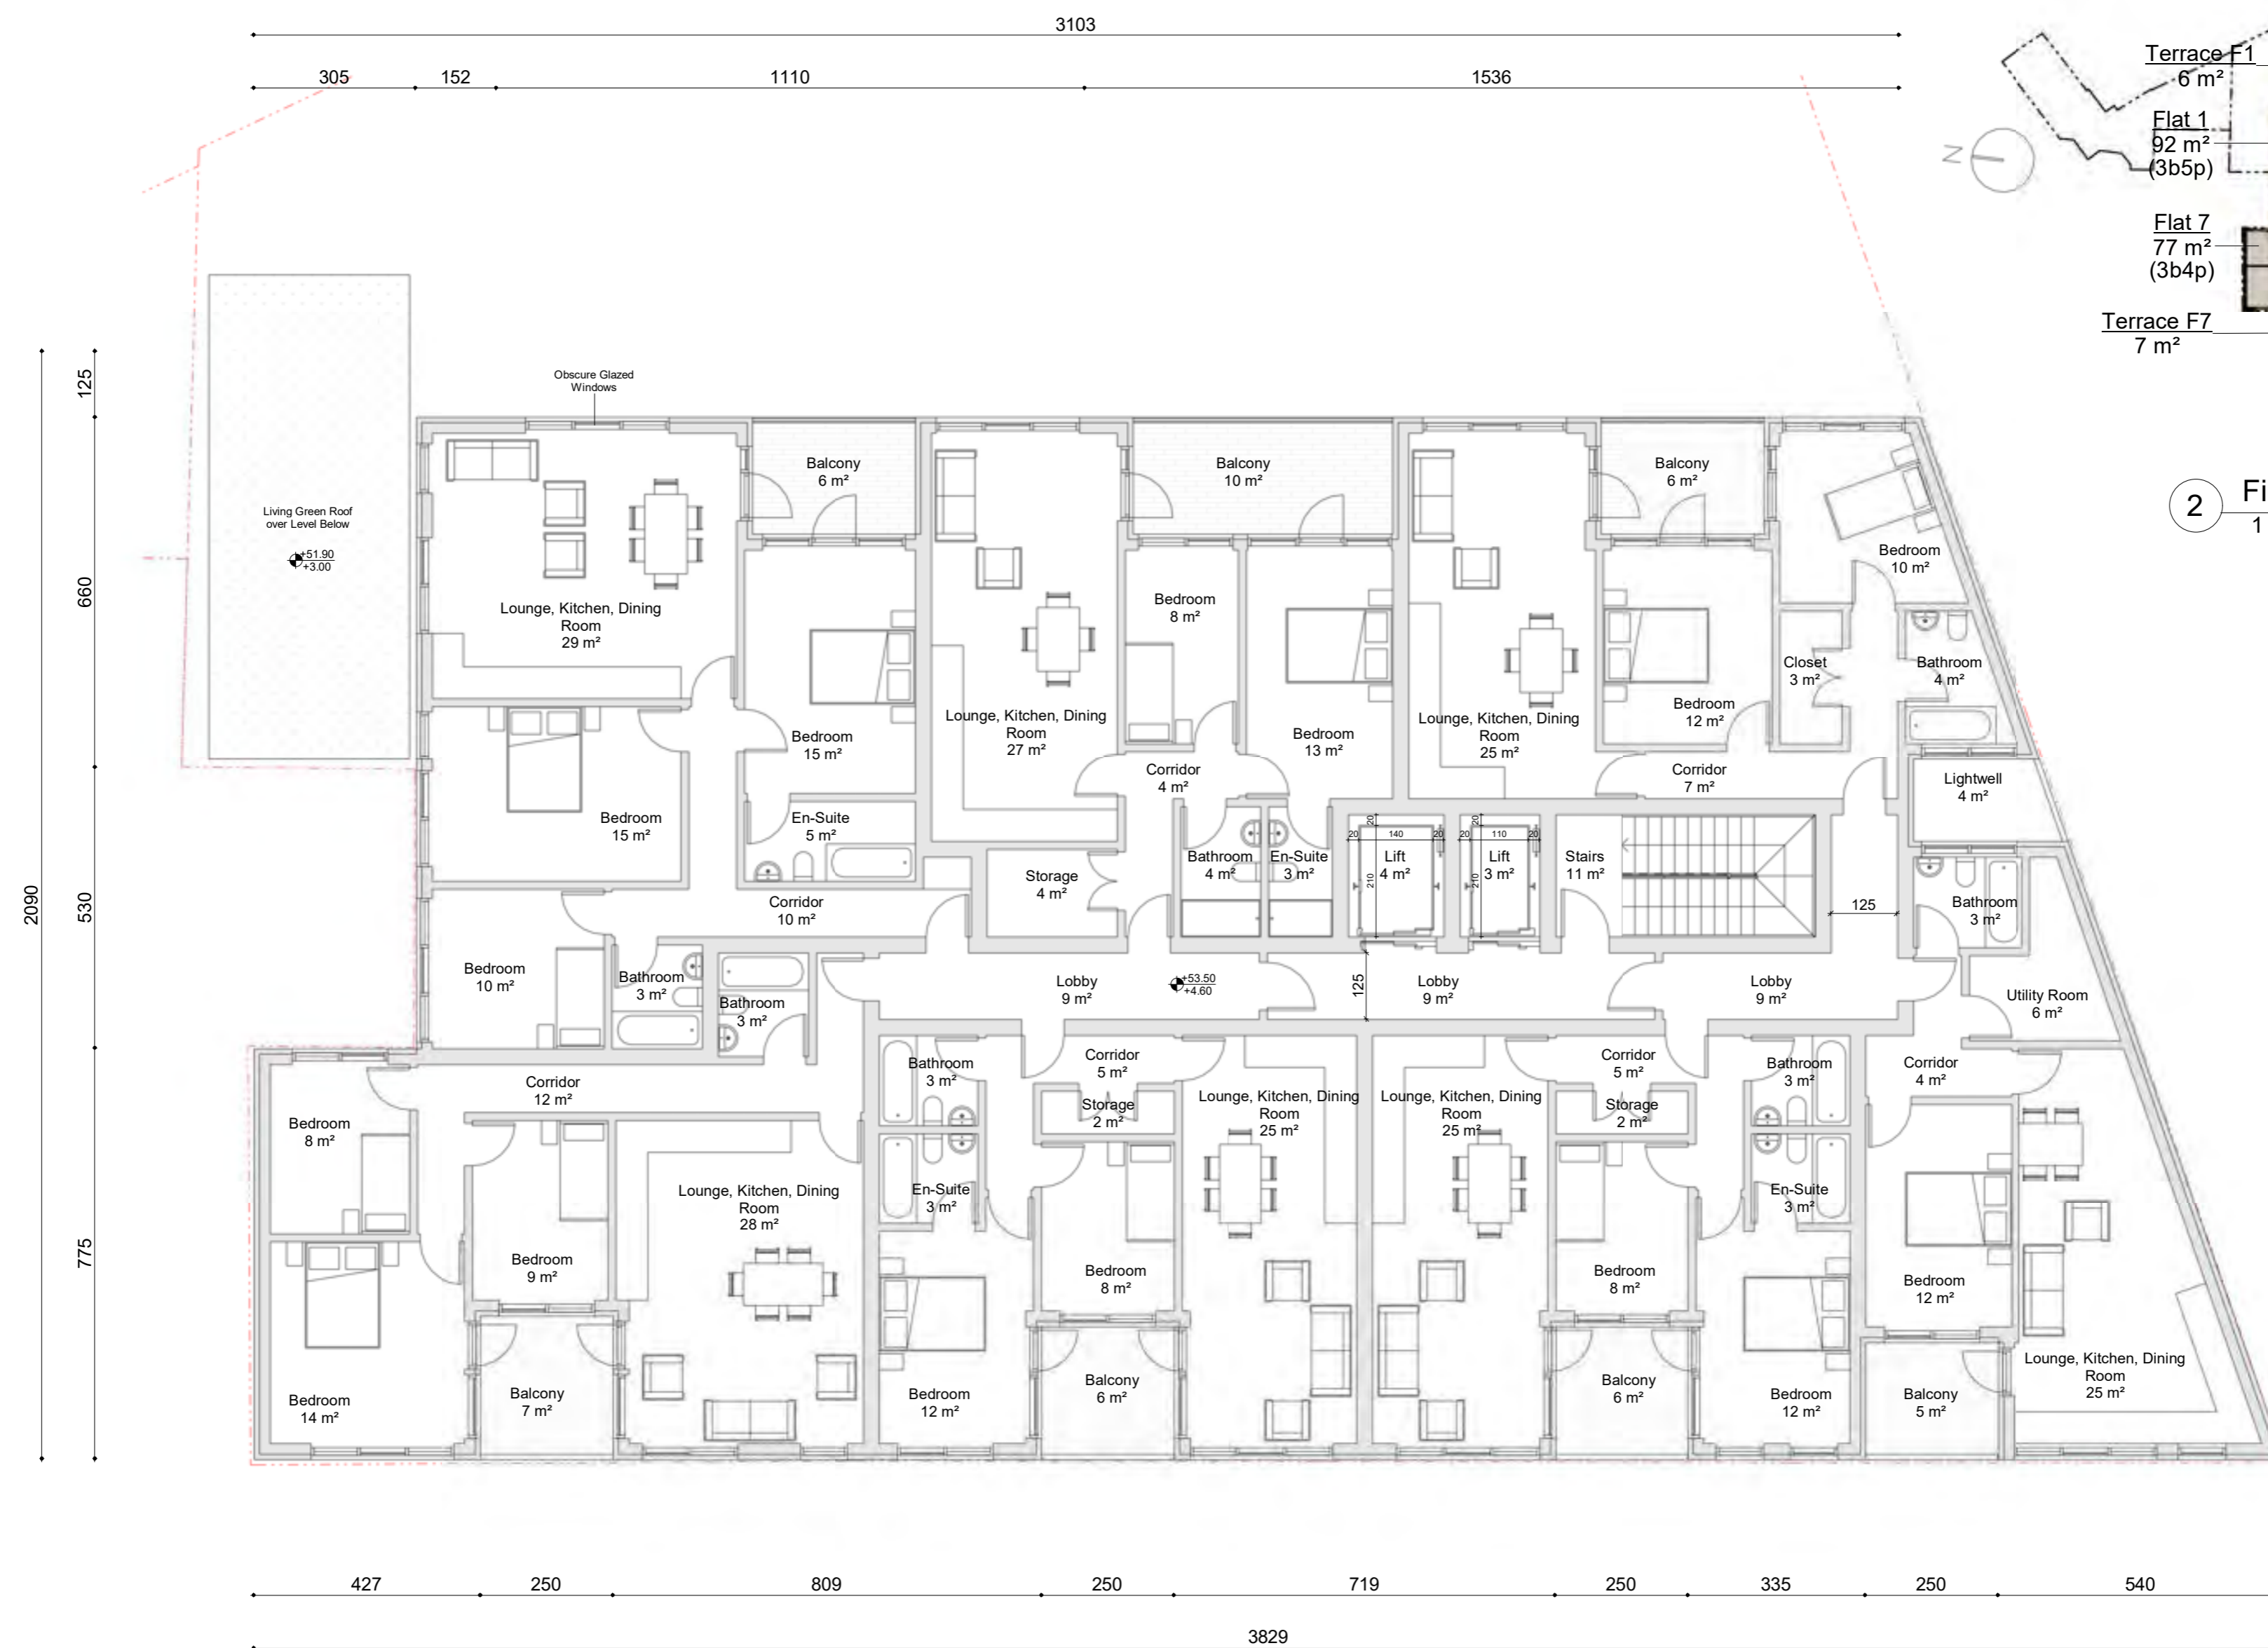 3103
305
152
1110
1536
Terrace F1
6 m²
Flat 1
92 m²
(3b5p)
N
Flat 7
77 m²
(3b4p)
Terrace F7
7 m²
2
Fi
1
2090
125
660
530
775
Obscure Glazed
Windows
Living Green Roof
over Level Below
+51.90
+3.00
Lounge, Kitchen, Dining
Room
29 m²
Balcony
6 m²
Bedroom
15 m²
Bedroom
15 m²
En-Suite
5 m²
Corridor
10 m²
Bedroom
10 m²
Bathroom
3 m²
Lounge, Kitchen, Dining
Room
27 m²
Balcony
10 m²
Bedroom
8 m²
Bedroom
13 m²
Corridor
4 m²
Storage
4 m²
Bathroom
4 m²
En-Suite
3 m²
Lounge, Kitchen, Dining
Room
25 m²
Balcony
6 m²
Bedroom
12 m²
Bedroom
10 m²
Closet
3 m²
Bathroom
4 m²
Corridor
7 m²
Lightwell
4 m²
20
20
140
20
210
Lift
4 m²
20
20
110
20
210
Lift
3 m²
Stairs
11 m²
125
Lobby
9 m²
+53.50
+4.60
125
Lobby
9 m²
Lobby
9 m²
Bathroom
3 m²
Utility Room
6 m²
Corridor
4 m²
Bedroom
12 m²
Balcony
5 m²
Lounge, Kitchen, Dining
Room
25 m²
Bathroom
3 m²
Corridor
12 m²
Bedroom
8 m²
Bedroom
14 m²
Bedroom
9 m²
Balcony
7 m²
Lounge, Kitchen, Dining
Room
28 m²
Bathroom
3 m²
En-Suite
3 m²
Bedroom
12 m²
Corridor
5 m²
Storage
2 m²
Bedroom
8 m²
Balcony
6 m²
Lounge, Kitchen, Dining
Room
25 m²
Lounge, Kitchen, Dining
Room
25 m²
Corridor
5 m²
Storage
2 m²
Bedroom
8 m²
Balcony
6 m²
Bathroom
3 m²
En-Suite
3 m²
Bedroom
12 m²
427
250
809
250
719
250
335
250
540
3829